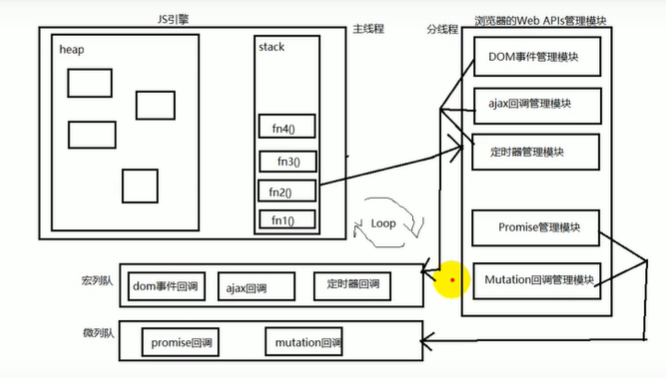 JS引擎
主线程
分线程
浏览器的Web APIs管理模块
heap
stack
DOM事件管理模块
ajax回调管理模块
fn4()
定时器管理模块
fn3()
fn2()
fn1()
Loop
Promise管理模块
宏列队
dom事件回调
ajax回调
定时器回调
Mutation回调管理模块
微列队
promise回调
mutation回调